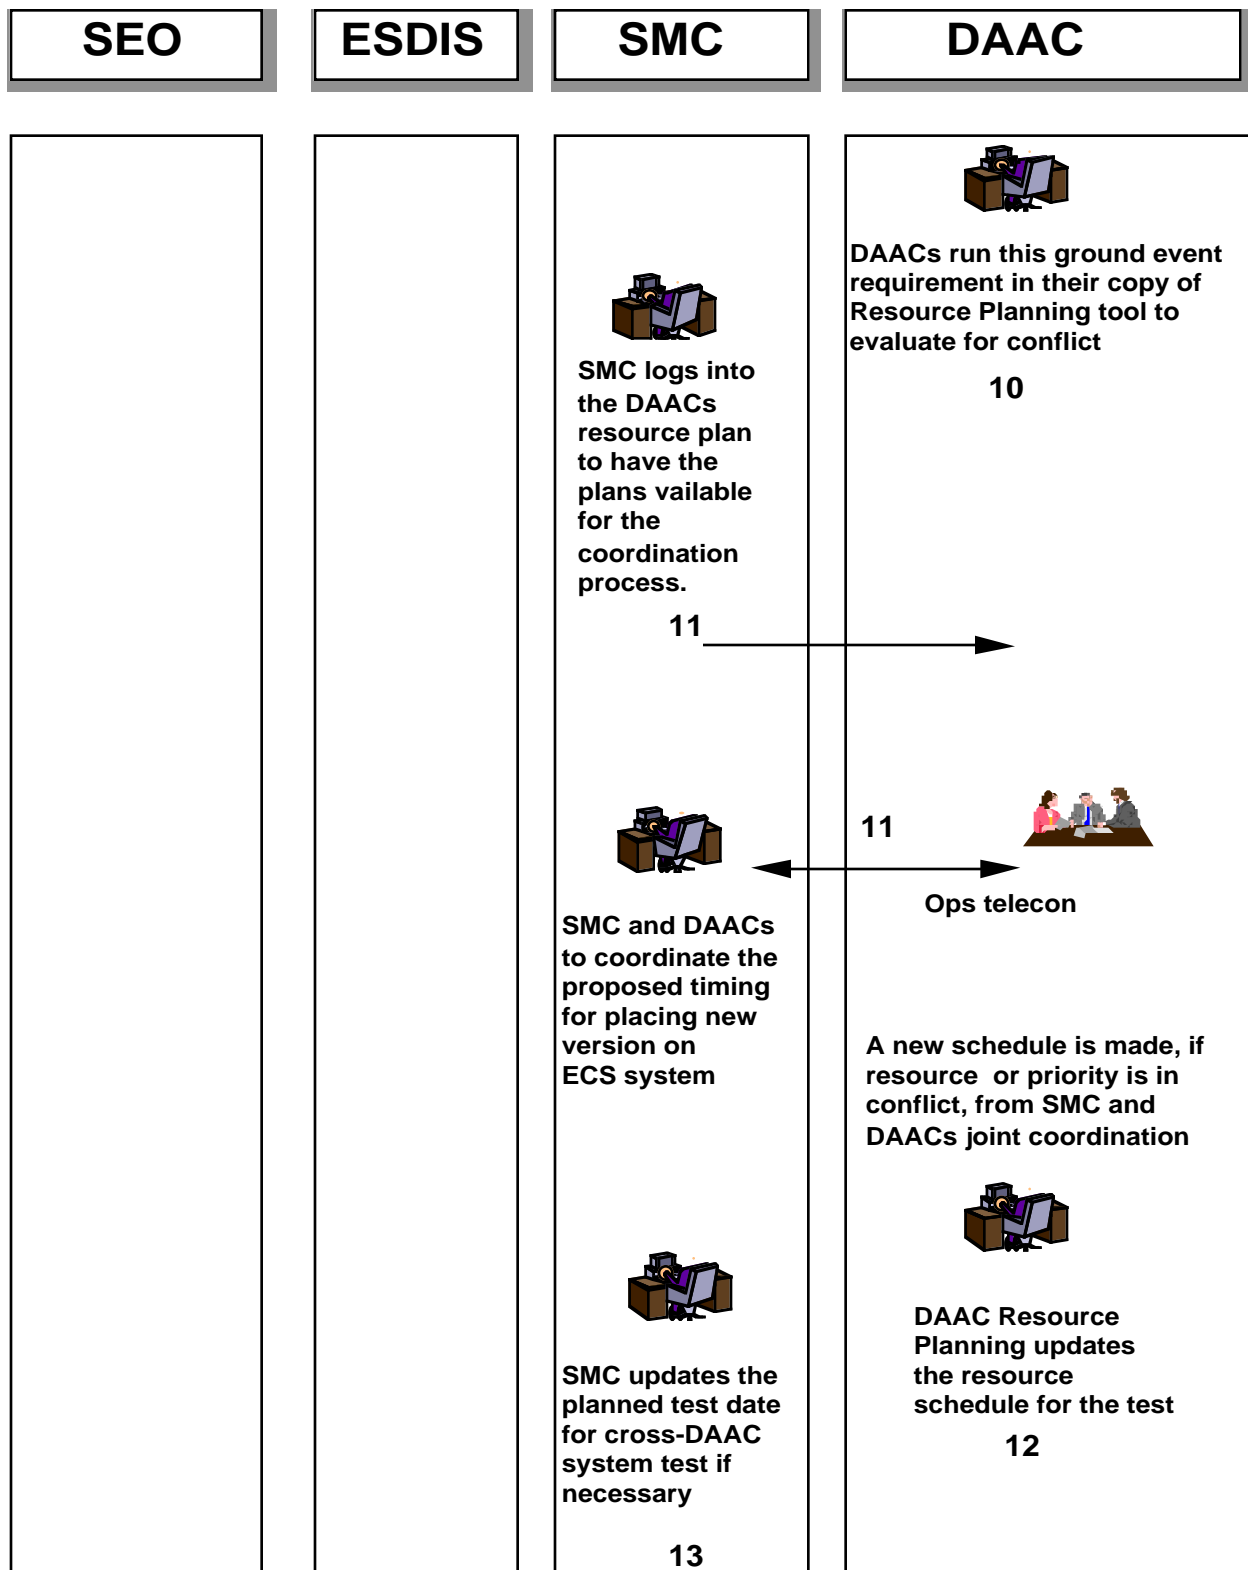 SEO
ESDIS
SMC
DAAC
DAACs run this ground event
requirement in their copy of
Resource Planning tool to
evaluate for conflict
10
SMC logs into
the DAACs
resource plan
to have the
plans vailable
for the
coordination
process.
11
11
Ops telecon
SMC and DAACs
to coordinate the
proposed timing
for placing new
version on
ECS system
A new schedule is made, if
resource or priority is in
conflict, from SMC and
DAACs joint coordination
DAAC Resource
Planning updates
the resource
schedule for the test
12
SMC updates the
planned test date
for cross-DAAC
system test if
necessary
13